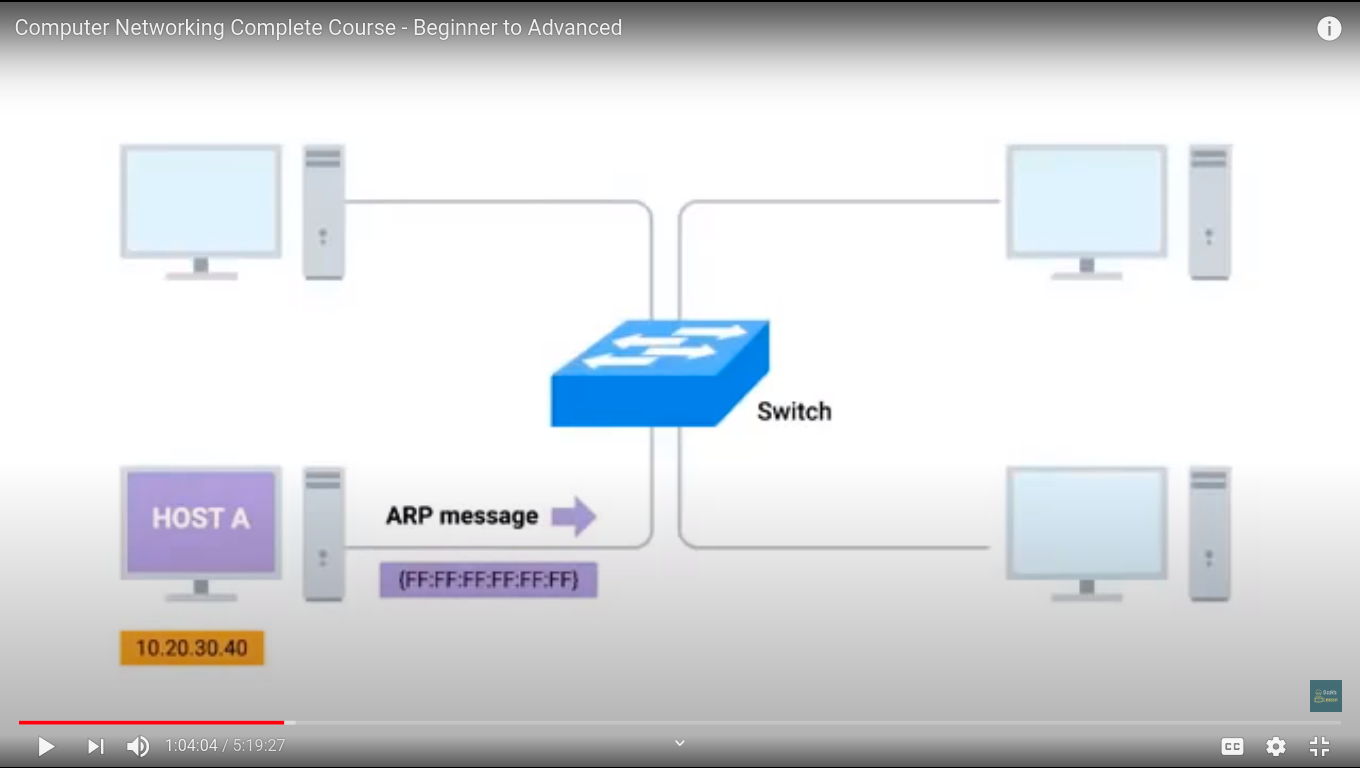 Computer Networking Complete Course - Beginner to Advanced
Switch
HOST A
ARP message
(FF:FF:FF:FF:FF:FF)
10.20.30.40
1:04:04 / 5:19:27
CC